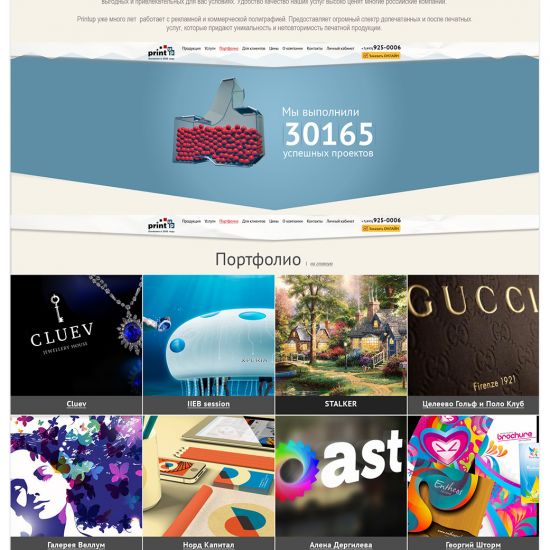 выгодных и привлекательных для вас условиях. Удобство качество наших услуг высоко ценят многие российские компании.
Printup уже много лет работает с рекламной и коммерческой полиграфией. Предоставляет огромный спектр допечатанных и после печатных
услуг, которые придают уникальность и неповторимость печатной продукции.
print Продукция Услуги Портфолио Для клиентов Цены О компании Контакты Личный кабинет 925-0006
Заказать ОНЛАЙН
Мы выполнили
30165
успешных проектов
print Продукция Услуги Портфолио Для клиентов Цены О компании Контакты Личный кабинет 925-0006
Заказать ОНЛАЙН
Портфолио | на главную
CLUEV
JEWELLERY HOUSE
XPERIA
GUCCI
Firenze 1921
Cluev
IIEB session
STALKER
Целеево Гольф и Поло Клуб
ast
brochure
Entheos
Галерея Веллум
Норд Капитал
Алена Дергилева
Георгий Шторм